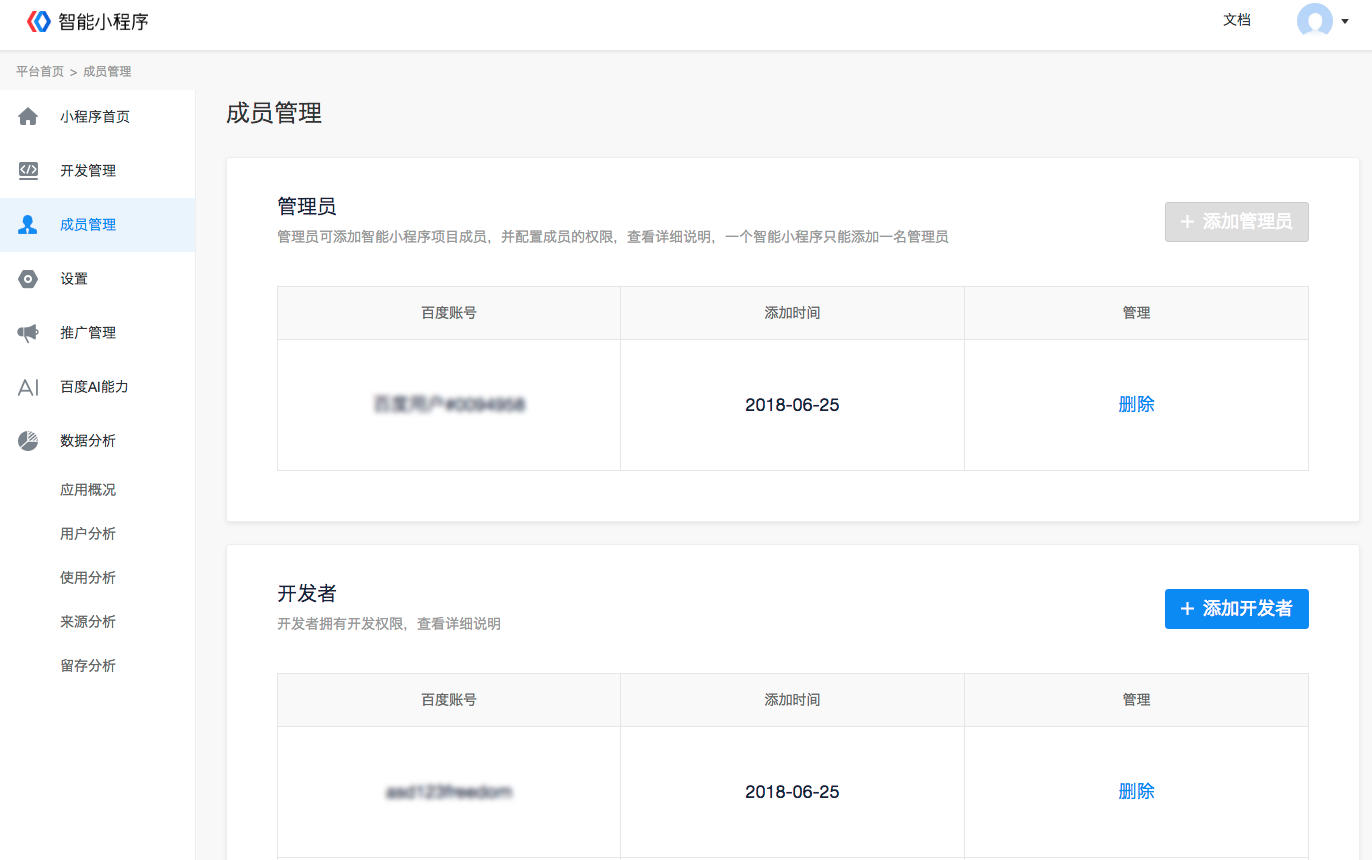 智能小程序
文档
平台首页 > 成员管理
小程序首页
开发管理
成员管理
设置
推广管理
百度AI能力
数据分析
应用概况
用户分析
使用分析
来源分析
留存分析
成员管理
管理员
管理员可添加智能小程序项目成员，并配置成员的权限，查看详细说明，一个智能小程序只能添加一名管理员
+ 添加管理员
百度账号 添加时间 管理
2018-06-25 删除
开发者
开发者拥有开发权限，查看详细说明
+ 添加开发者
百度账号 添加时间 管理
2018-06-25 删除